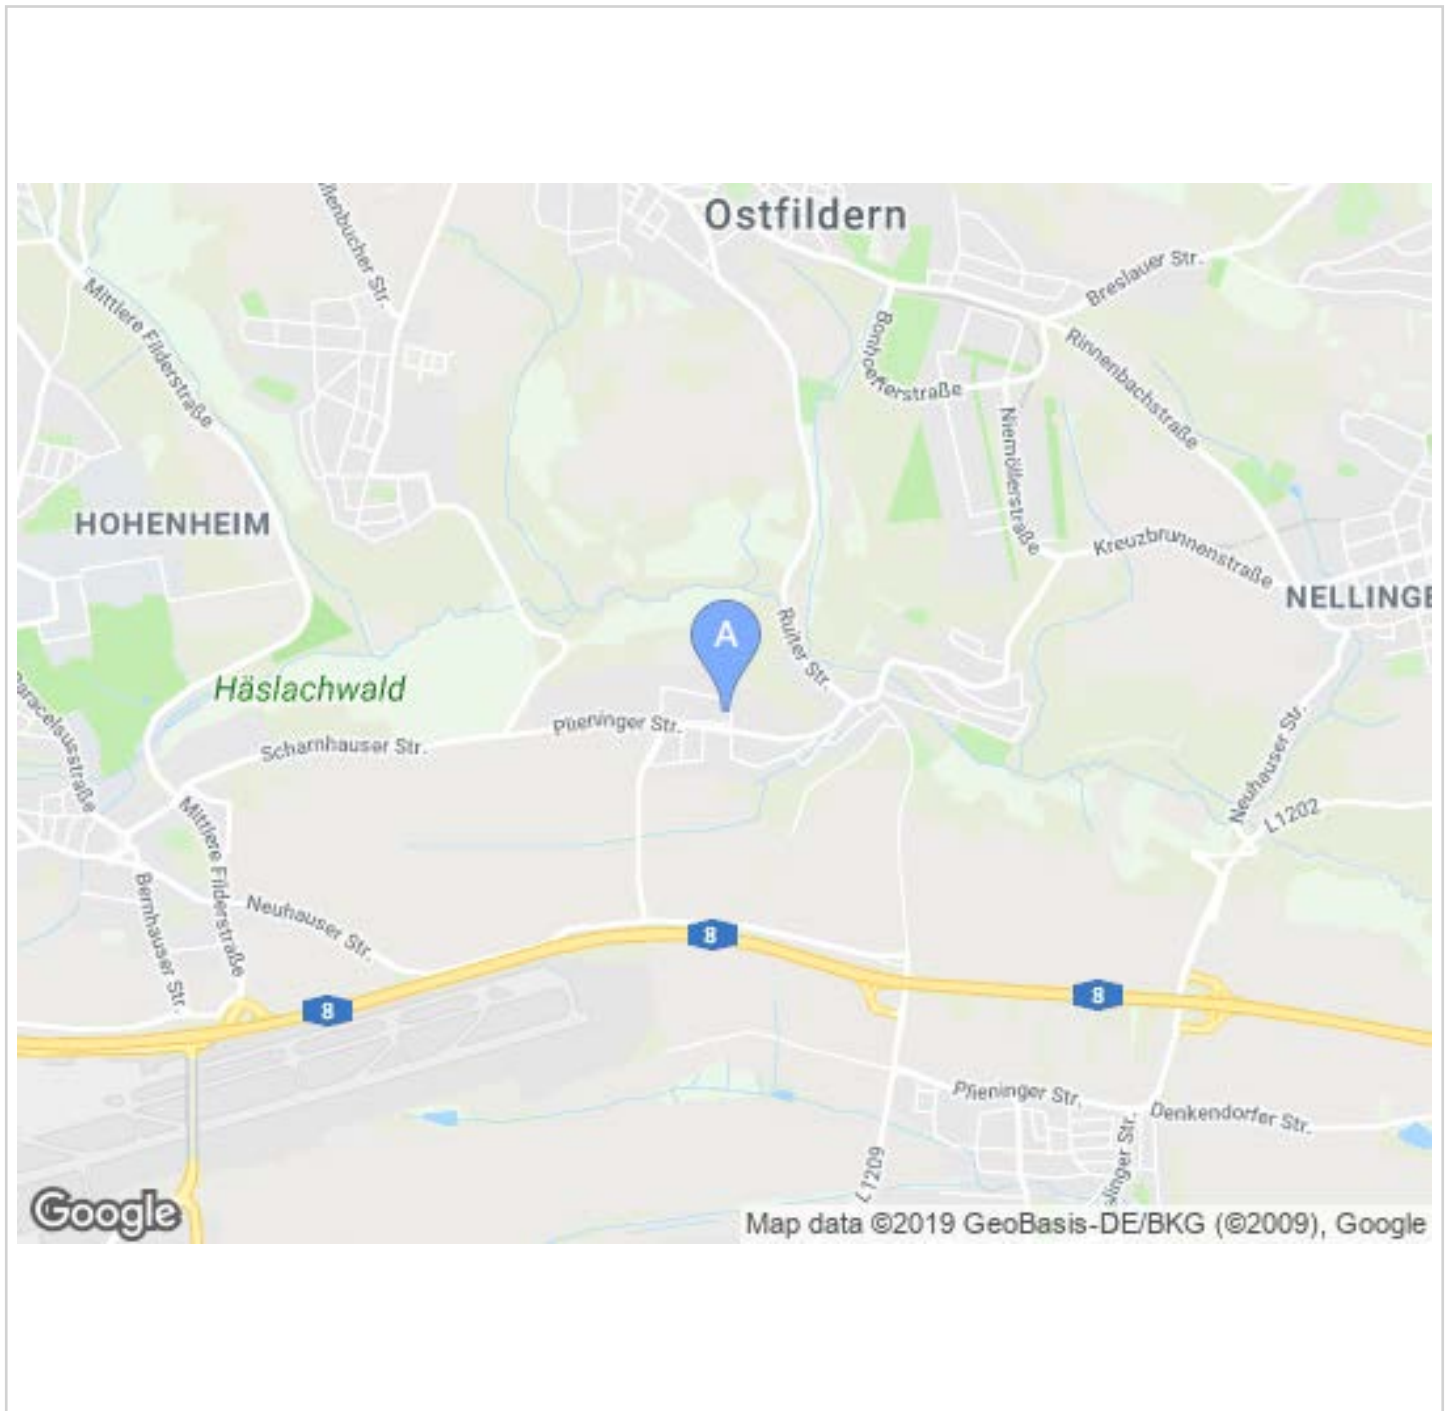 Ostfildern
Breslauer Str.
Mittlere Filderstraße
Bonhoefferstraße
Rinnenbachstraße
Niemöllerstraße
HOHENHEIM
Kreuzbrunnenstraße
NELLINGE
A
Ruiter Str.
Häslachwald
Plieninger Str.
Scharnhauser Str.
Paracelsusstraße
Neuhauser Str.
L1202
Mittlere Filderstraße
Bernhauser Str.
Neuhauser Str.
8
8
8
Plieninger Str.
Denkendorfer Str.
L1209
Google
Map data ©2019 GeoBasis-DE/BKG (©2009), Google